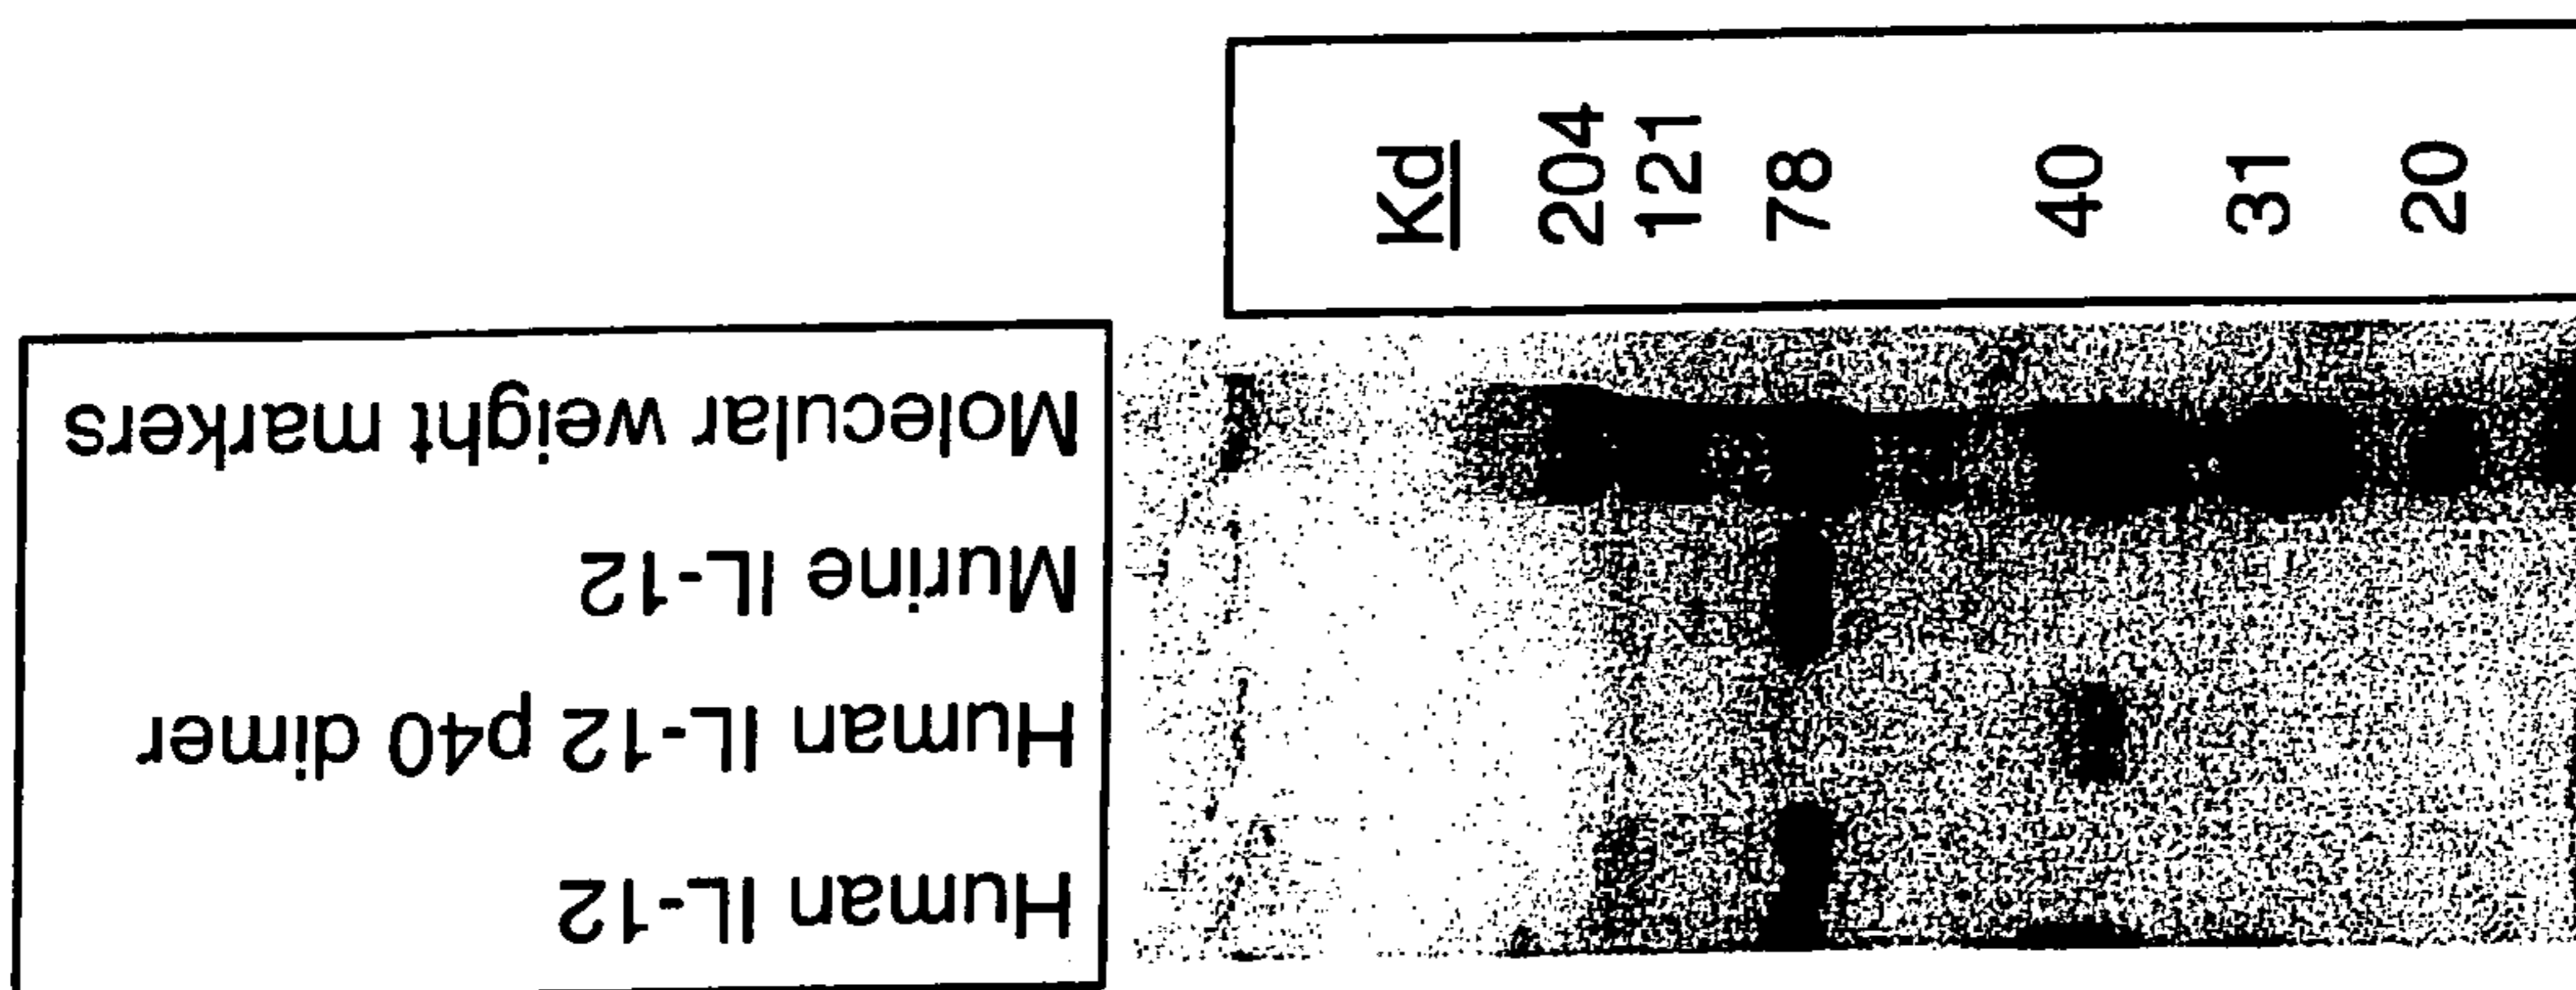 Kd
204
121
78
40
31
20
Molecular weight markers
Murine IL-12
Human IL-12 p40 dimer
Human IL-12